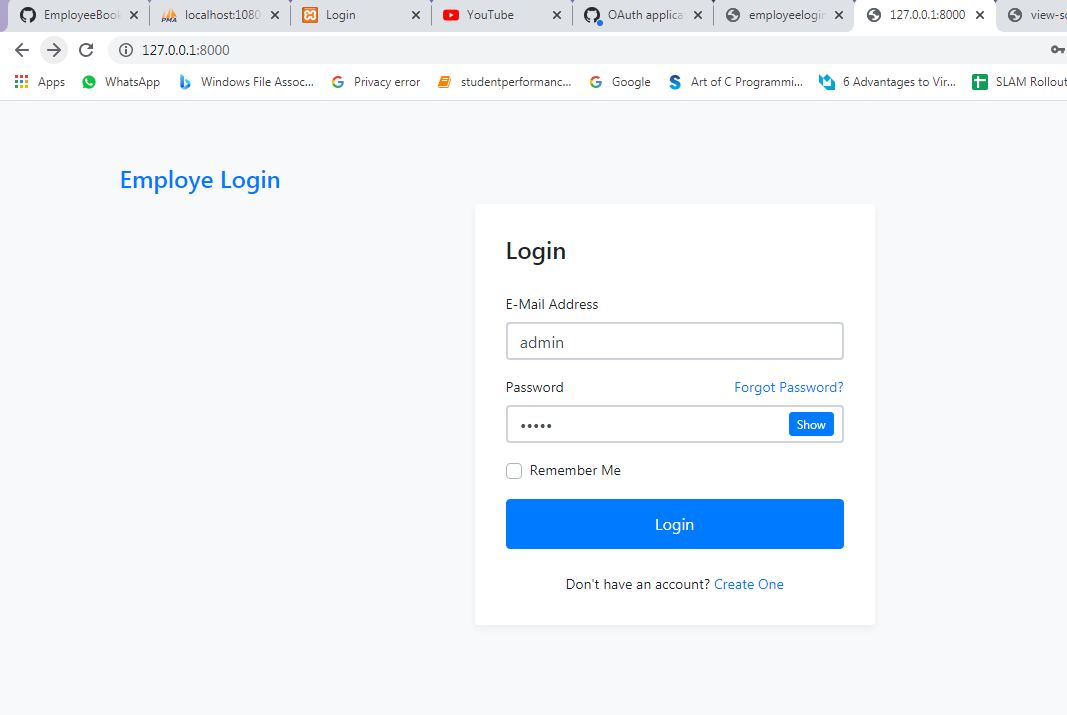 EmployeeBook
localhost:1080
Login
YouTube
OAuth applica
employeelogin
127.0.0.1:8000
view-so
127.0.0.1:8000
Apps
WhatsApp
Windows File Assoc...
Privacy error
studentperformanc...
Google
Art of C Programmi...
6 Advantages to Vir...
SLAM Rollout
Employe Login
Login
E-Mail Address
admin
Password Forgot Password?
••••• Show
Remember Me
Login
Don't have an account? Create One